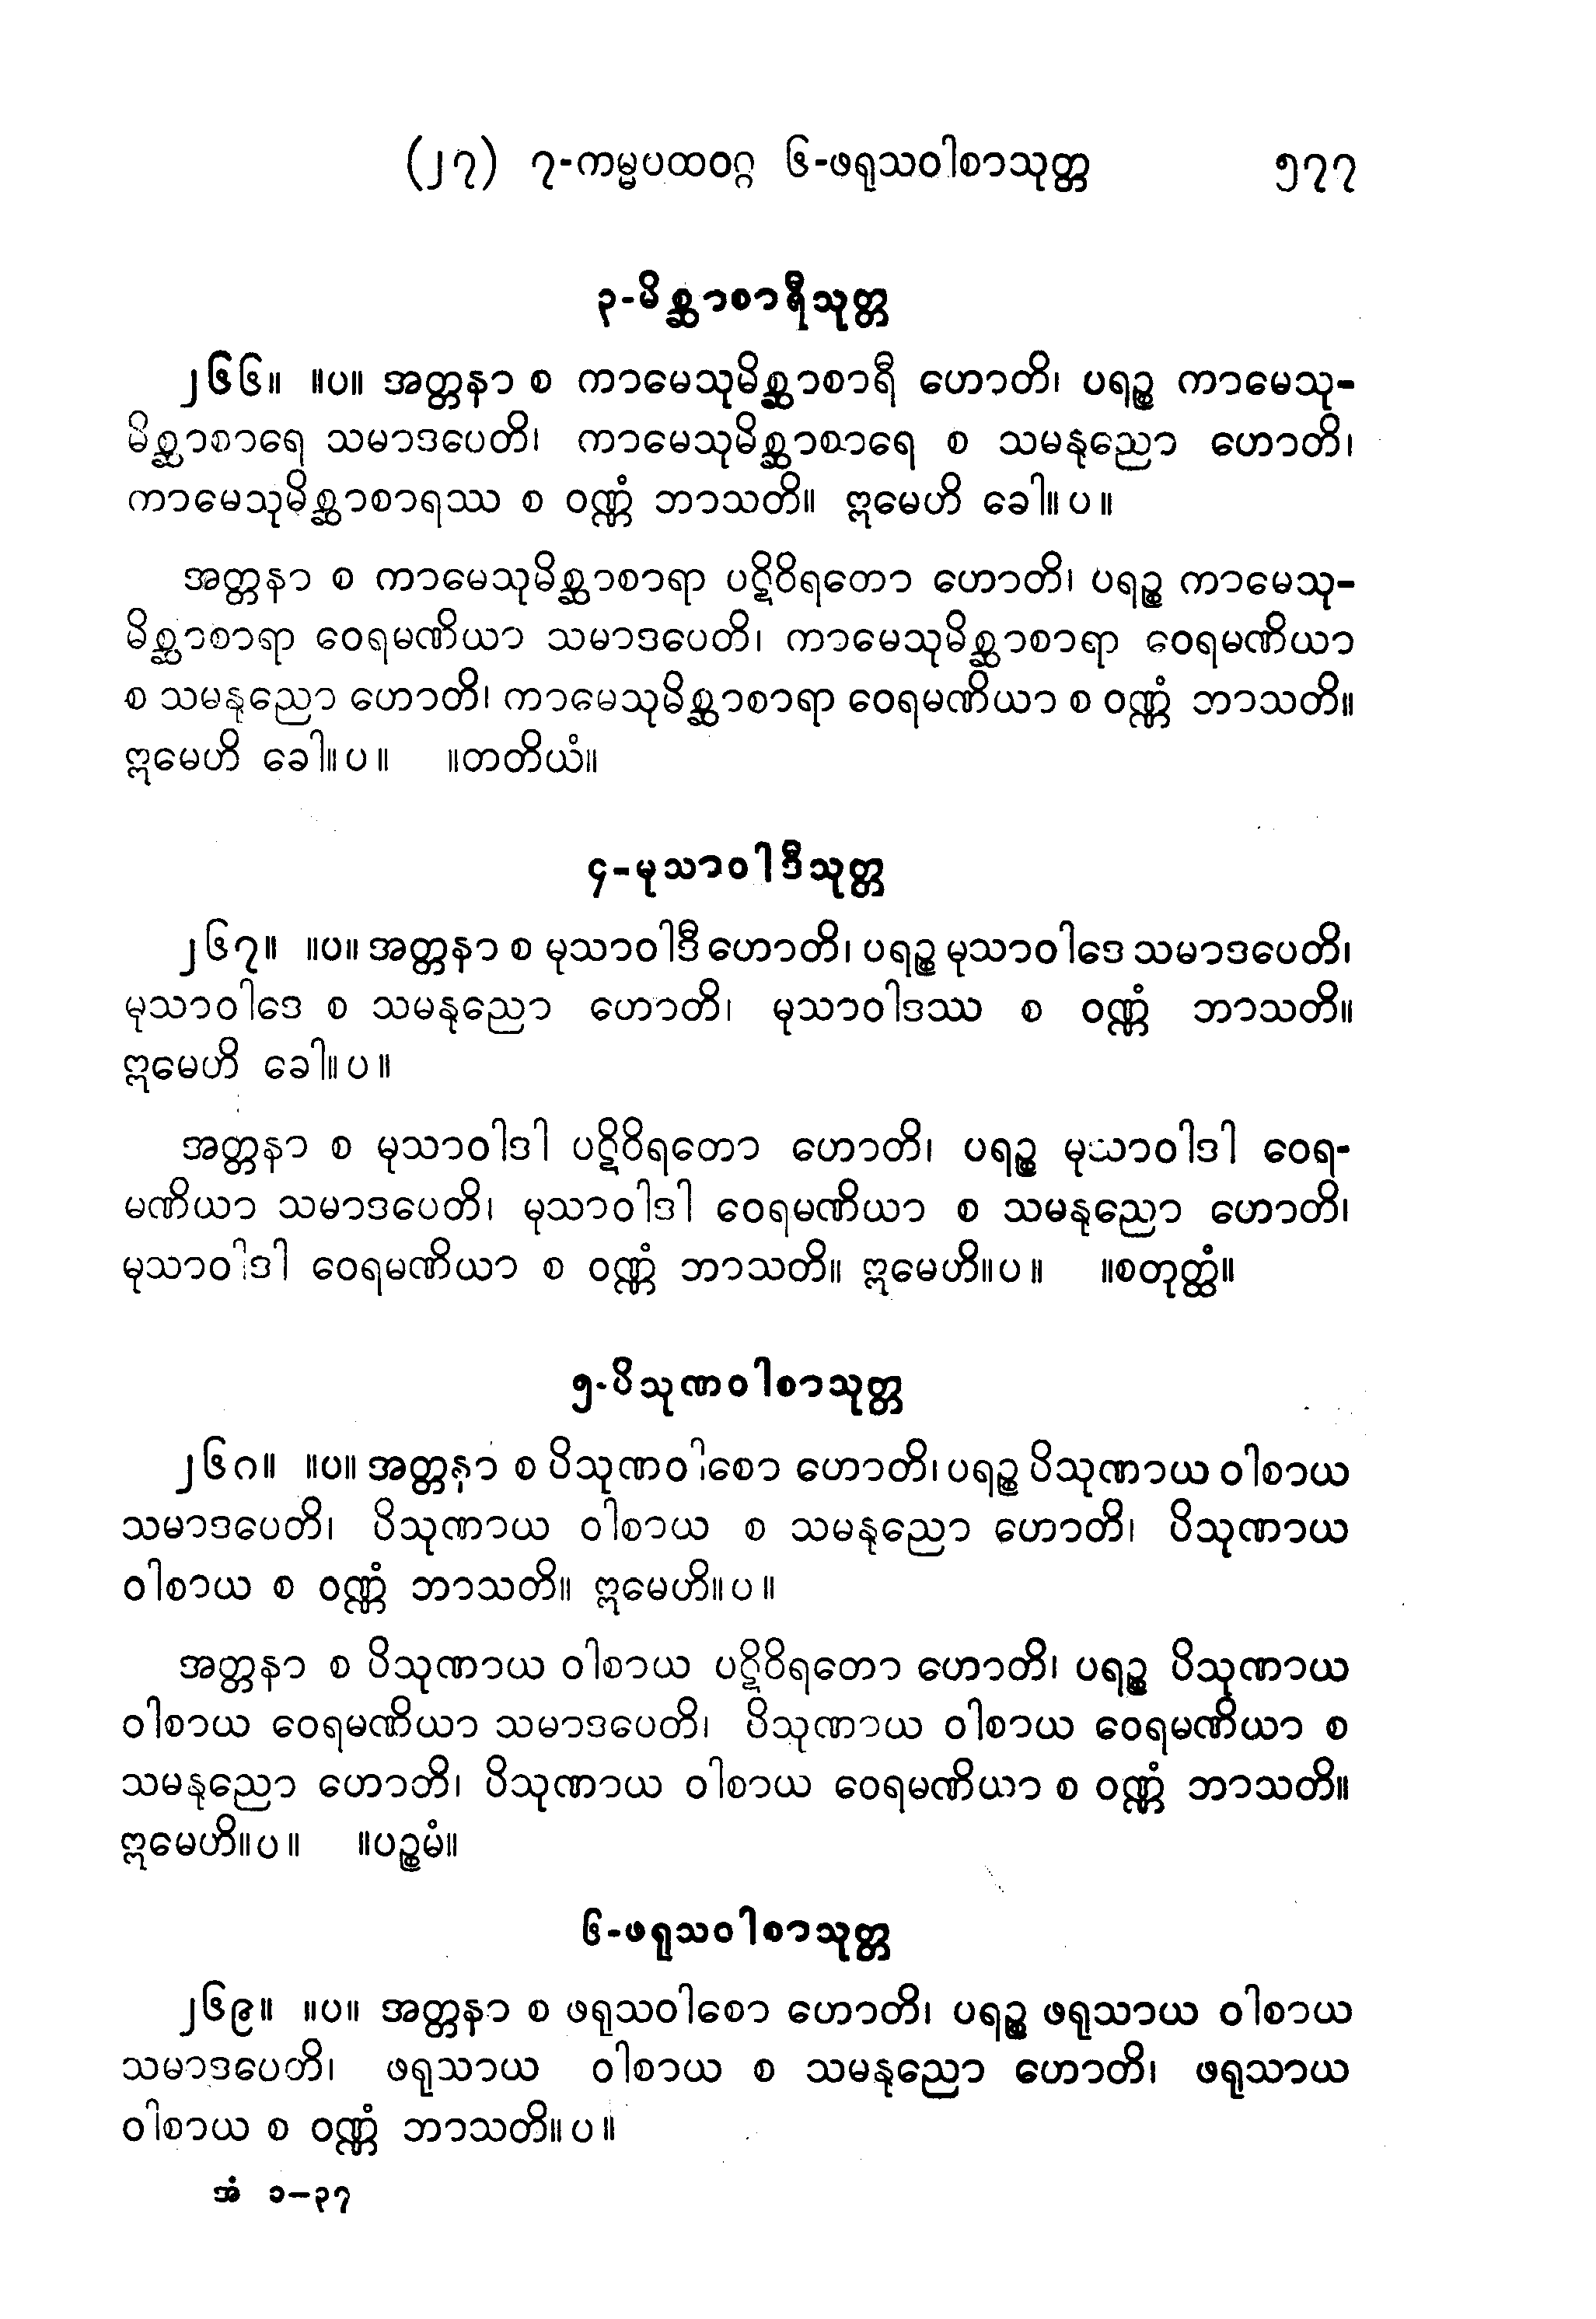 (၂၇) ၇-ကမ္မပထဝဂ္ဂ ၆-ဖရုသဝါစာသုတ္တ ၅၇၇
၃-မိစ္ဆာစာရီသုတ္တ
၂၆၆။ ။ပ။ အတ္တနာ စ ကာမေသုမိစ္ဆာစာရီ ဟောတိ၊ ပရဉ္စ ကာမေသု-
မိစ္ဆာစာရေ သမာဒပေတိ၊ ကာမေသုမိစ္ဆာစာရေ စ သမနုညော ဟောတိ၊
ကာမေသုမိစ္ဆာစာရဿ စ ဝဏ္ဏံ ဘာသတိ။ ဣမေဟိ ခေါ။ပ။
အတ္တနာ စ ကာမေသုမိစ္ဆာစာရာ ပဋိဝိရတော ဟောတိ၊ ပရဉ္စ ကာမေသု-
မိစ္ဆာစာရာ ဝေရမဏိယာ သမာဒပေတိ၊ ကာမေသုမိစ္ဆာစာရာ ဝေရမဏိယာ
စ သမနုညော ဟောတိ၊ ကာမေသုမိစ္ဆာစာရာ ဝေရမဏိယာ စ ဝဏ္ဏံ ဘာသတိ။
ဣမေဟိ ခေါ။ပ။ ။တတိယံ။
၄-မုသာဝါဒီသုတ္တ
၂၆၇။ ။ပ။ အတ္တနာ စ မုသာဝါဒီ ဟောတိ၊ ပရဉ္စ မုသာဝါဒေ သမာဒပေတိ၊
မုသာဝါဒေ စ သမနုညော ဟောတိ၊ မုသာဝါဒဿ စ ဝဏ္ဏံ ဘာသတိ။
ဣမေဟိ ခေါ။ပ။
အတ္တနာ စ မုသာဝါဒါ ပဋိဝိရတော ဟောတိ၊ ပရဉ္စ မုသာဝါဒါ ဝေရ-
မဏိယာ သမာဒပေတိ၊ မုသာဝါဒါ ဝေရမဏိယာ စ သမနုညော ဟောတိ၊
မုသာဝါဒါ ဝေရမဏိယာ စ ဝဏ္ဏံ ဘာသတိ။ ဣမေဟိ။ပ။ ။စတုတ္ထံ။
၅-ပိသုဏဝါစာသုတ္တ
၂၆၈။ ။ပ။ အတ္တနာ စ ပိသုဏဝါစော ဟောတိ၊ ပရဉ္စ ပိသုဏာယ ဝါစာယ
သမာဒပေတိ၊ ပိသုဏာယ ဝါစာယ စ သမနုညော ဟောတိ၊ ပိသုဏာယ
ဝါစာယ စ ဝဏ္ဏံ ဘာသတိ။ ဣမေဟိ။ပ။
အတ္တနာ စ ပိသုဏာယ ဝါစာယ ပဋိဝိရတော ဟောတိ၊ ပရဉ္စ ပိသုဏာယ
ဝါစာယ ဝေရမဏိယာ သမာဒပေတိ၊ ပိသုဏာယ ဝါစာယ ဝေရမဏိယာ စ
သမနုညော ဟောတိ၊ ပိသုဏာယ ဝါစာယ ဝေရမဏိယာ စ ဝဏ္ဏံ ဘာသတိ။
ဣမေဟိ။ပ။ ။ပဉ္စမံ။
၆-ဖရုသဝါစာသုတ္တ
၂၆၉။ ။ပ။ အတ္တနာ စ ဖရုသဝါစော ဟောတိ၊ ပရဉ္စ ဖရုသာယ ဝါစာယ
သမာဒပေတိ၊ ဖရုသာယ ဝါစာယ စ သမနုညော ဟောတိ၊ ဖရုသာယ
ဝါစာယ စ ဝဏ္ဏံ ဘာသတိ။ပ။
အံ ၁—၃၇